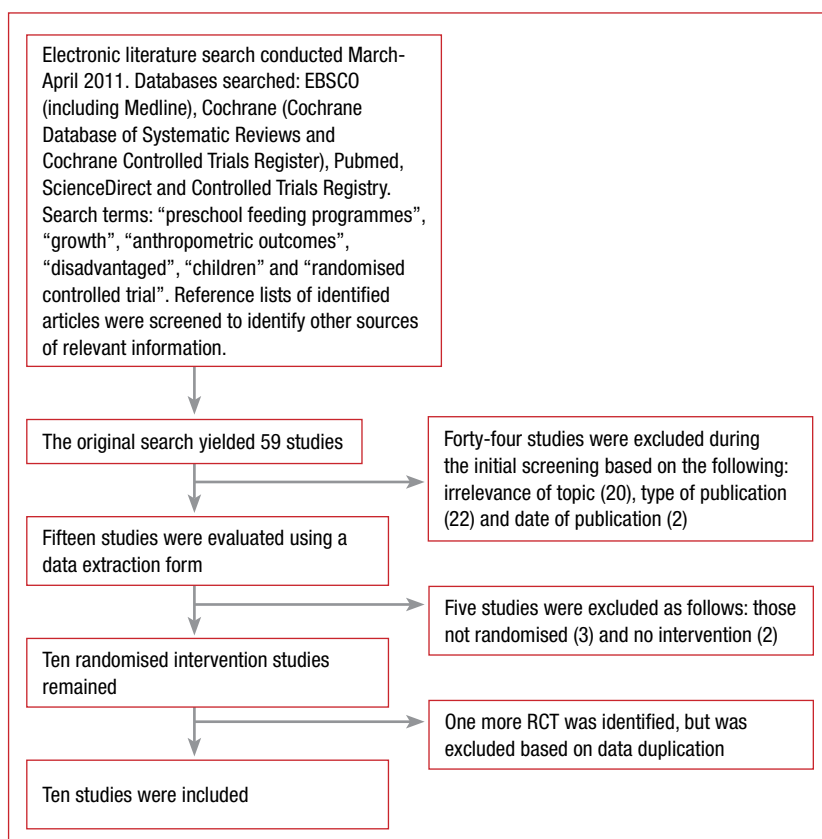 Electronic literature search conducted March-
April 2011. Databases searched: EBSCO
(including Medline), Cochrane (Cochrane
Database of Systematic Reviews and
Cochrane Controlled Trials Register), Pubmed,
ScienceDirect and Controlled Trials Registry.
Search terms: “preschool feeding programmes”,
“growth”, “anthropometric outcomes”,
“disadvantaged”, “children” and “randomised
controlled trial”. Reference lists of identified
articles were screened to identify other sources
of relevant information.
The original search yielded 59 studies
Forty-four studies were excluded during
the initial screening based on the following:
irrelevance of topic (20), type of publication
(22) and date of publication (2)
Fifteen studies were evaluated using a
data extraction form
Five studies were excluded as follows: those
not randomised (3) and no intervention (2)
Ten randomised intervention studies
remained
One more RCT was identified, but was
excluded based on data duplication
Ten studies were included